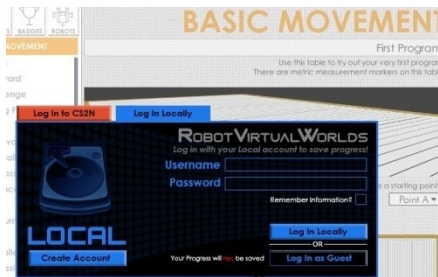 BASIC MOVEMENT
BADGES ROBOTS
MOVEMENT
First Program
Use this table to try out your very first program
There are metric measurement markers on this table
Log In to CS2N
Log In Locally
ROBOTVIRTUALWORLDS
Log in with your Local account to save progress!
Username
Password
Remember Information?
a starting point
Point A
LOCAL
Log In Locally
OR
Create Account
Your Progress will no. be saved
Log In as Guest